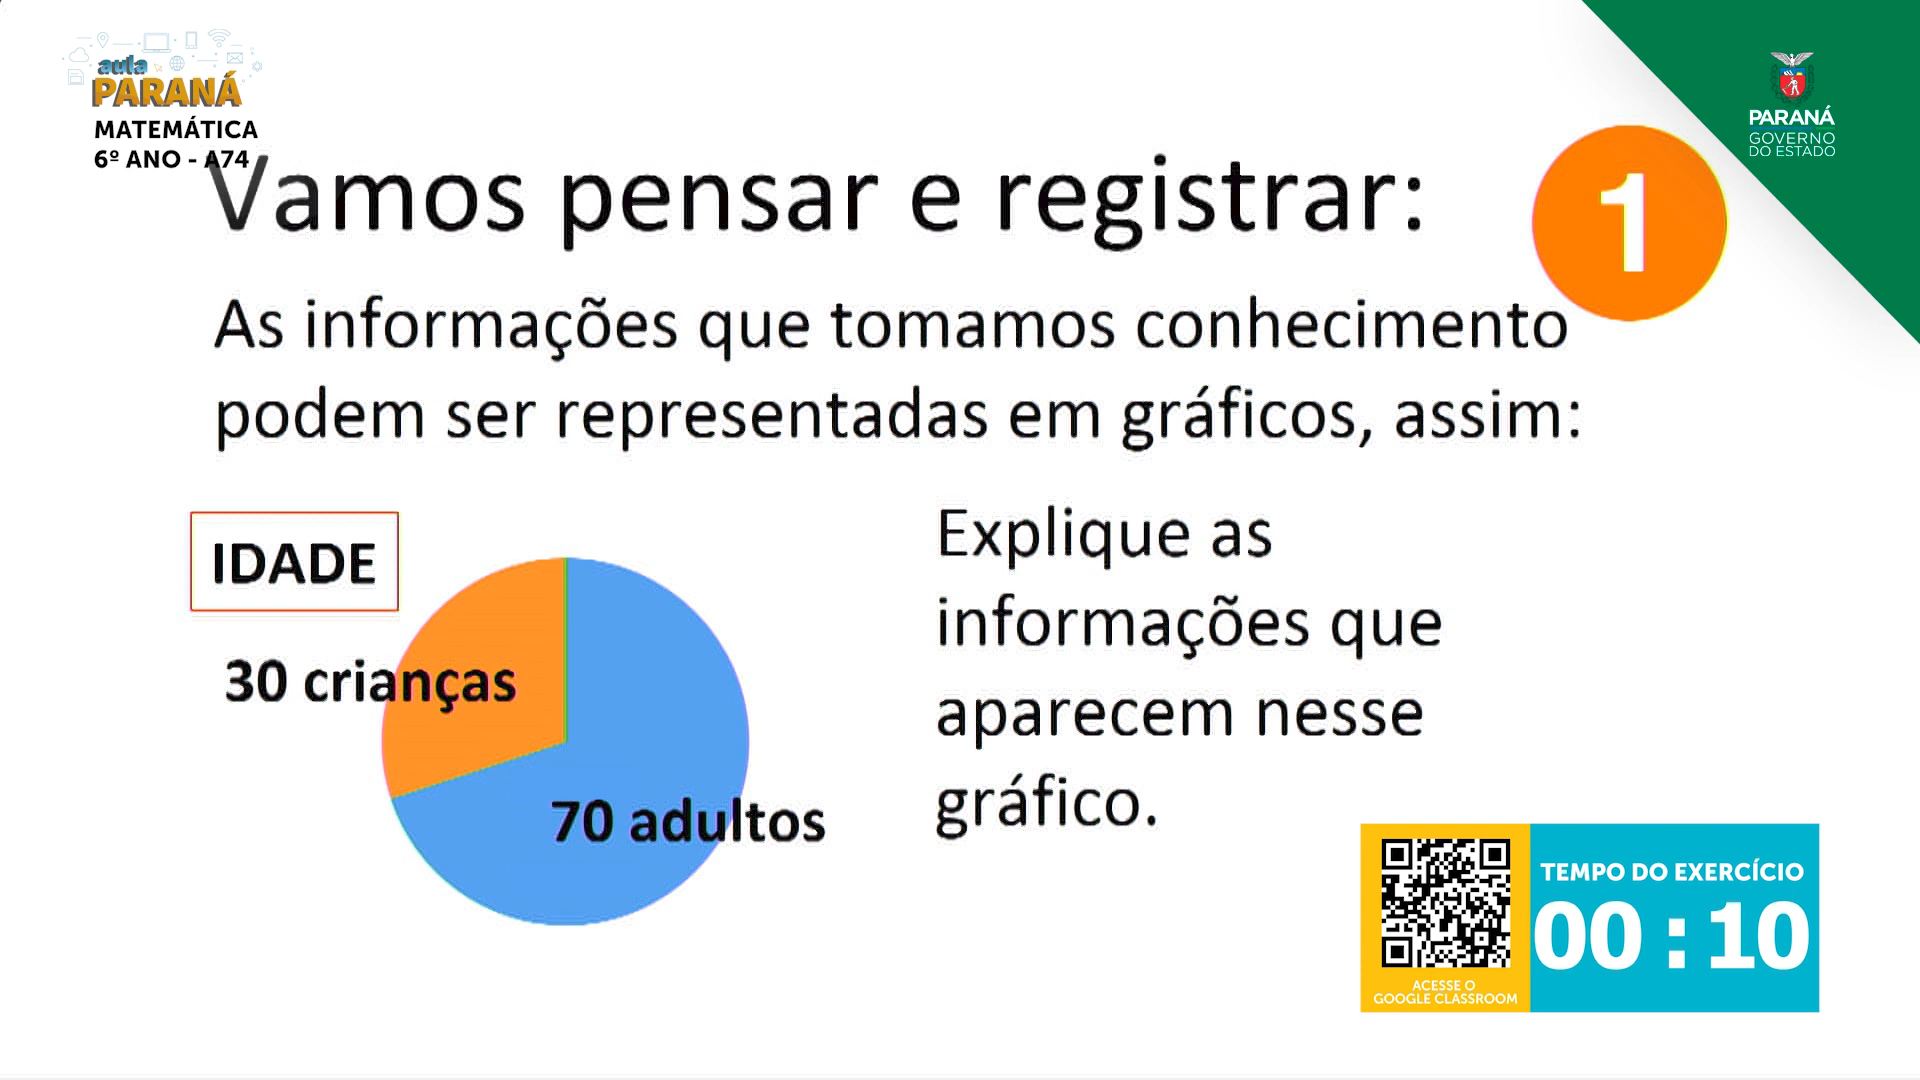 aula
PARANÁ
MATEMÁTICA
6º ANO - A74
PARANÁ
GOVERNO
DO ESTADO
Vamos pensar e registrar:
1
As informações que tomamos conhecimento
podem ser representadas em gráficos, assim:
IDADE
30 crianças
70 adultos
Explique as
informações que
aparecem nesse
gráfico.
ACESSE O
GOOGLE CLASSROOM
TEMPO DO EXERCÍCIO
00 : 10